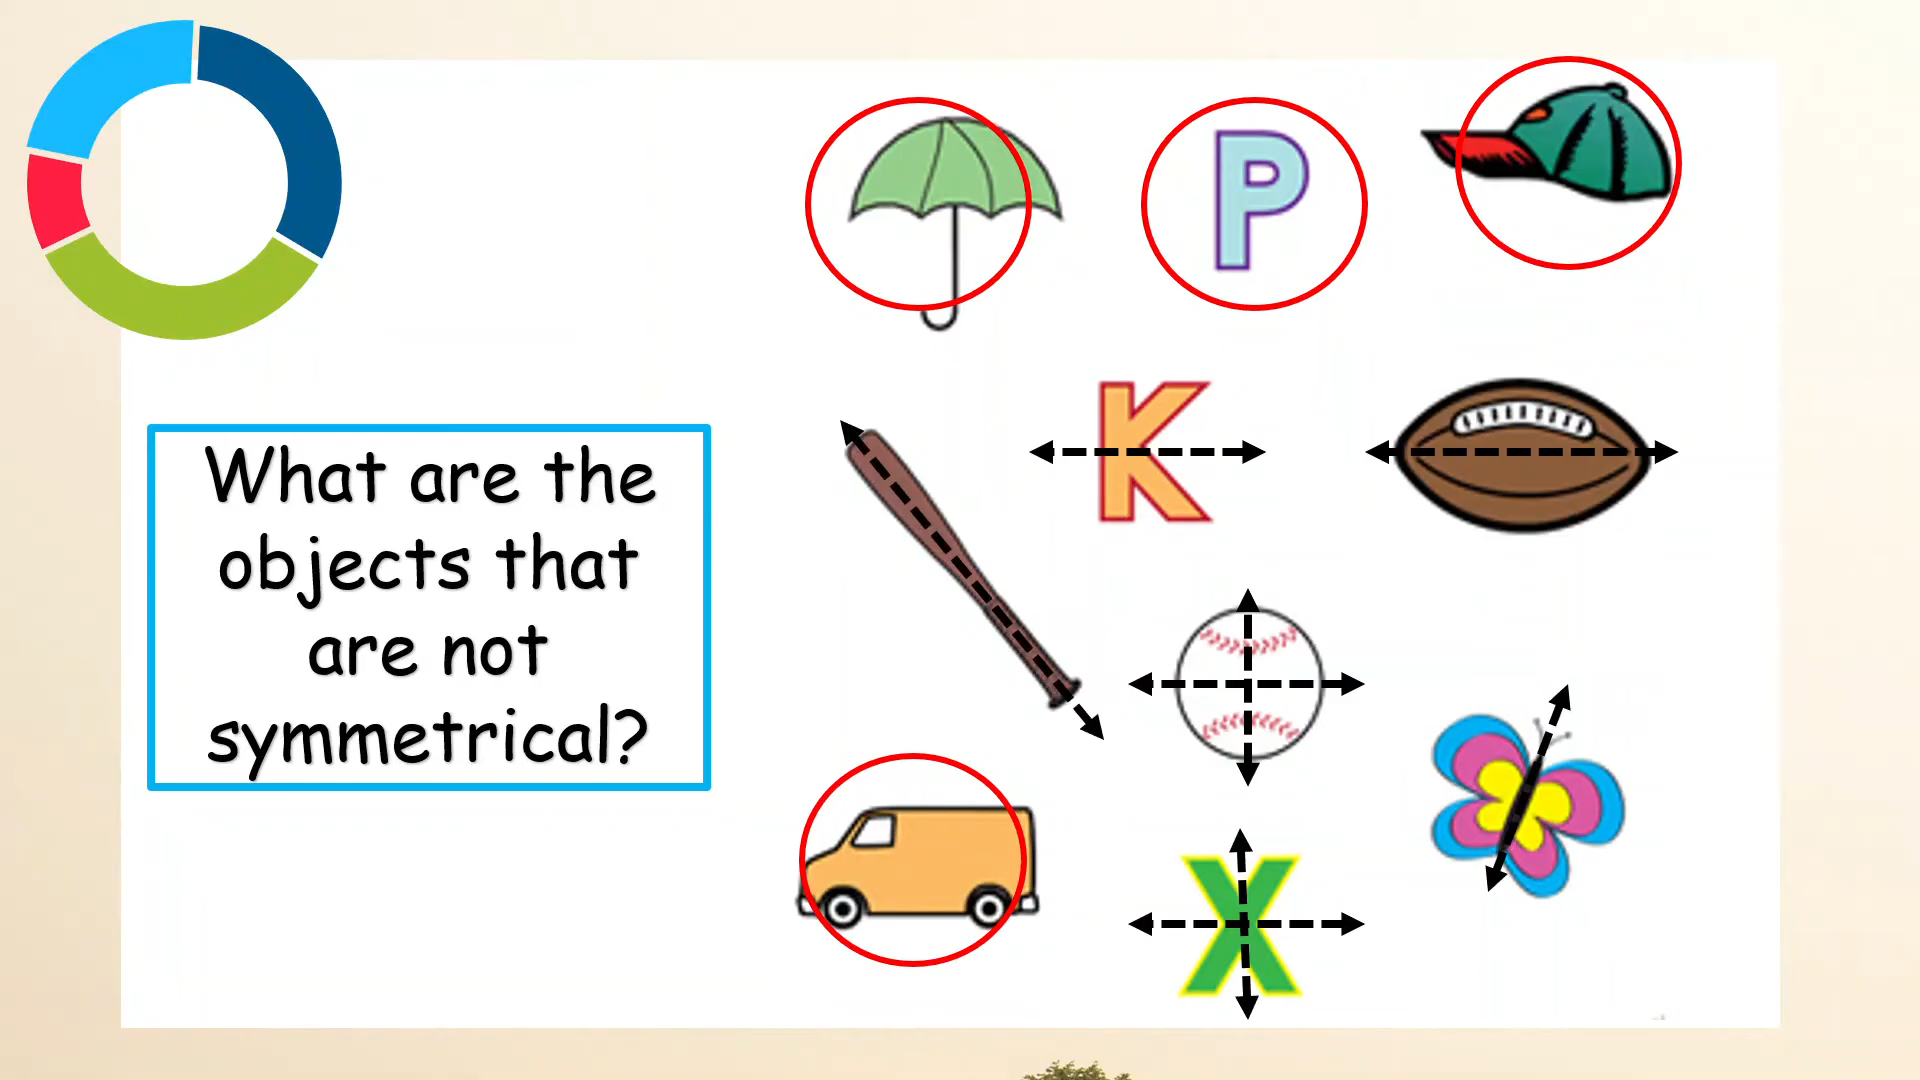 P
K
What are the
objects that
are not
symmetrical?
X